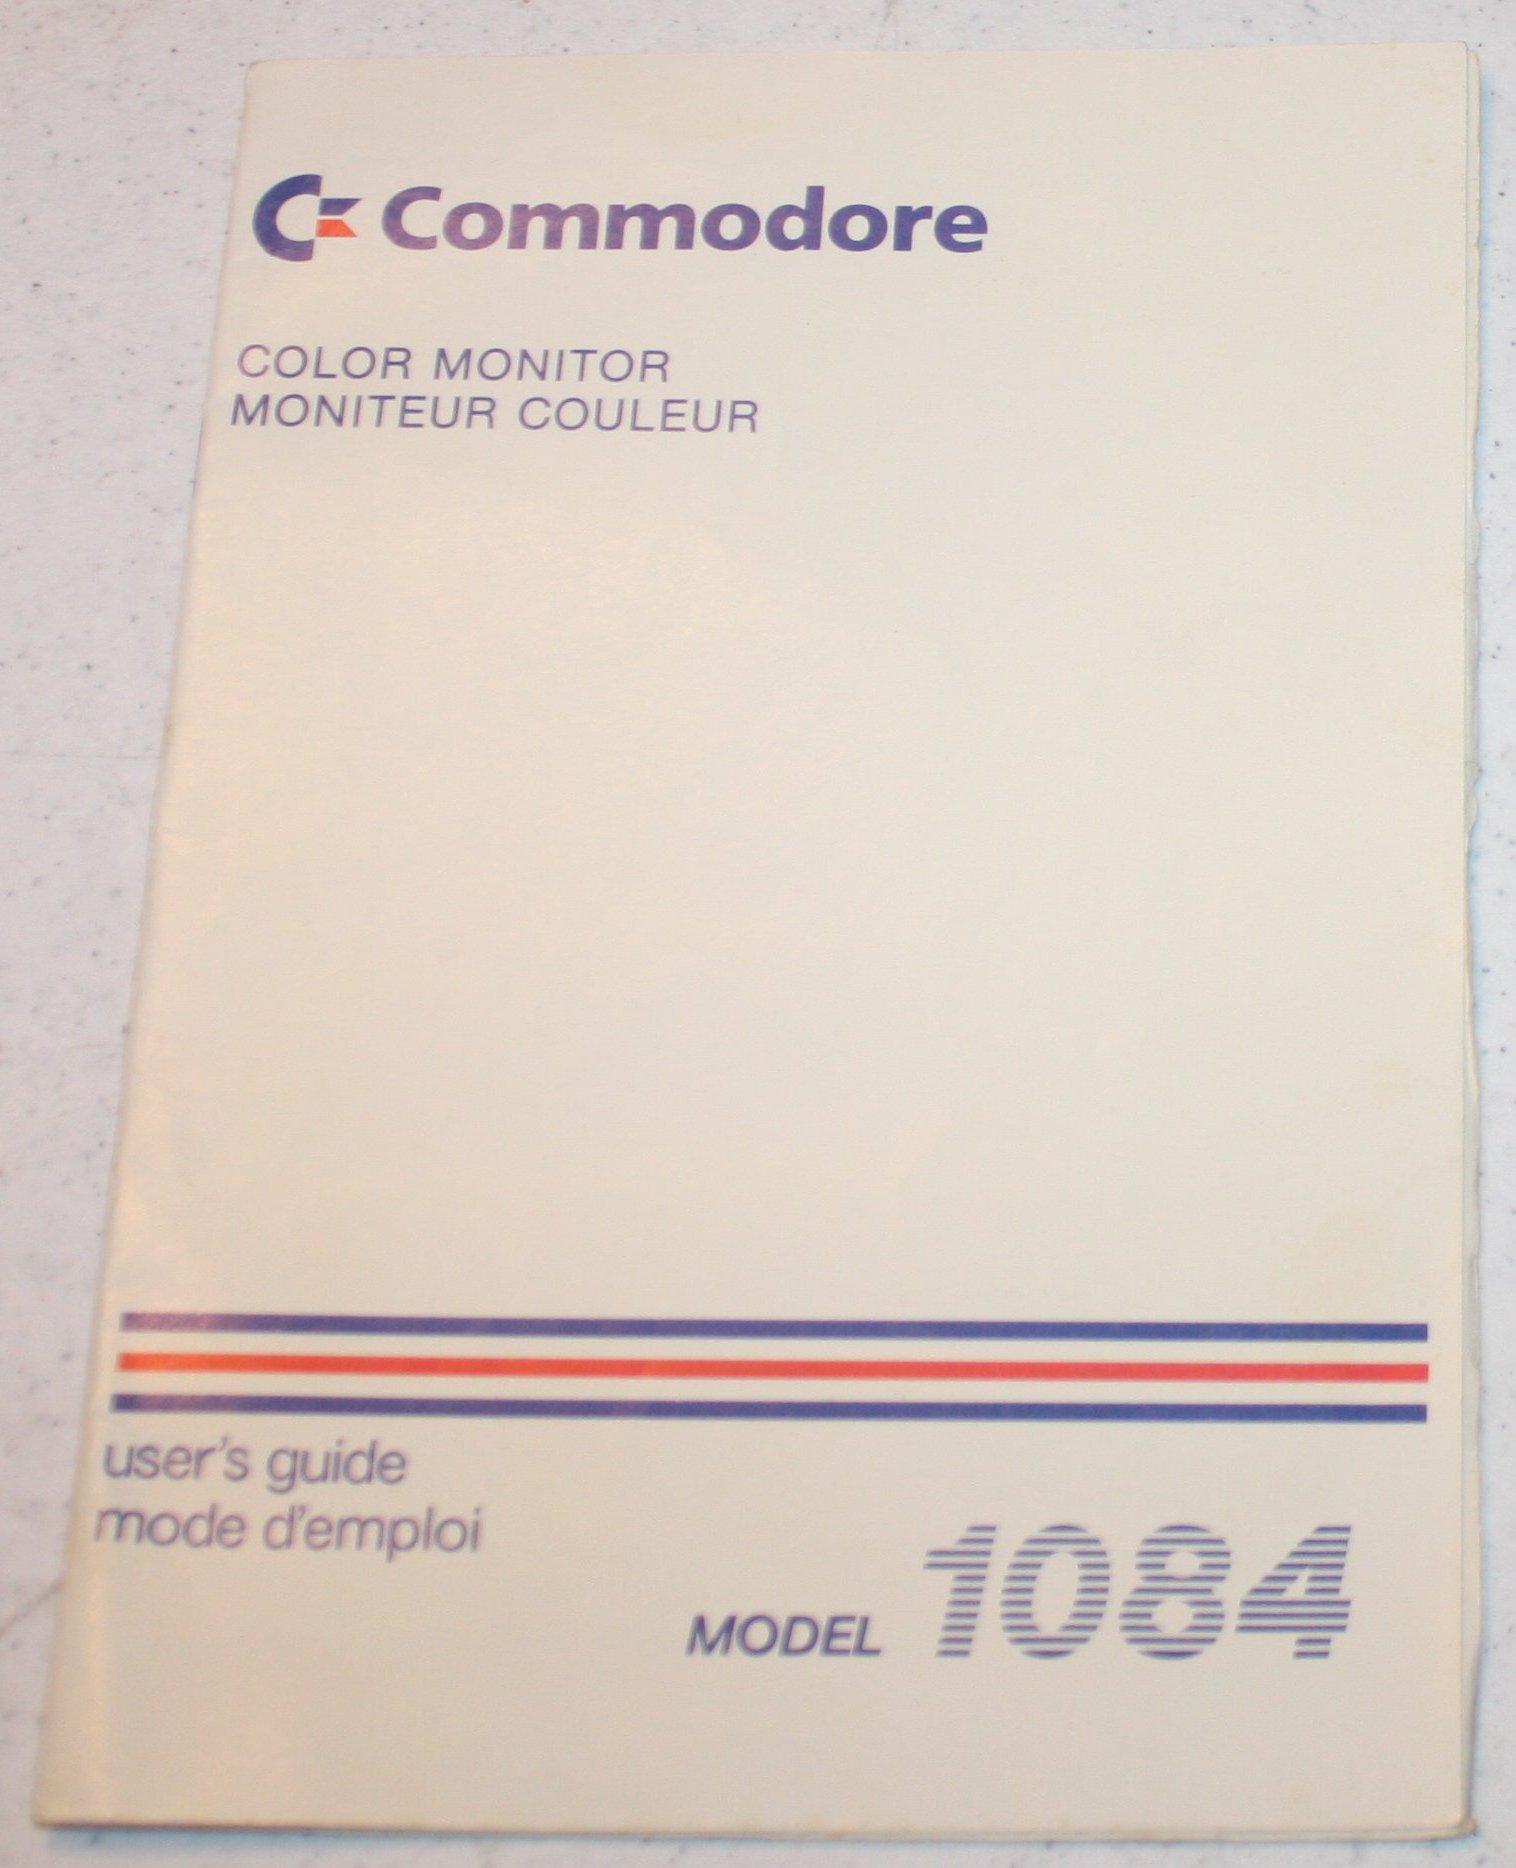 Commodore
COLOR MONITOR
MONITEUR COULEUR
user's guide
mode d'emploi
MODEL 1084